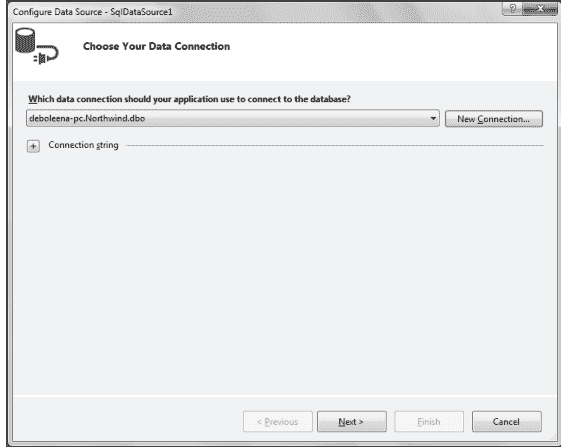 Configure Data Source - SqlDataSource1
Choose Your Data Connection
Which data connection should your application use to connect to the database?
deboleena-pc.Northwind.dbo
New Connection...
Connection string
< Previous
Next >
Finish
Cancel